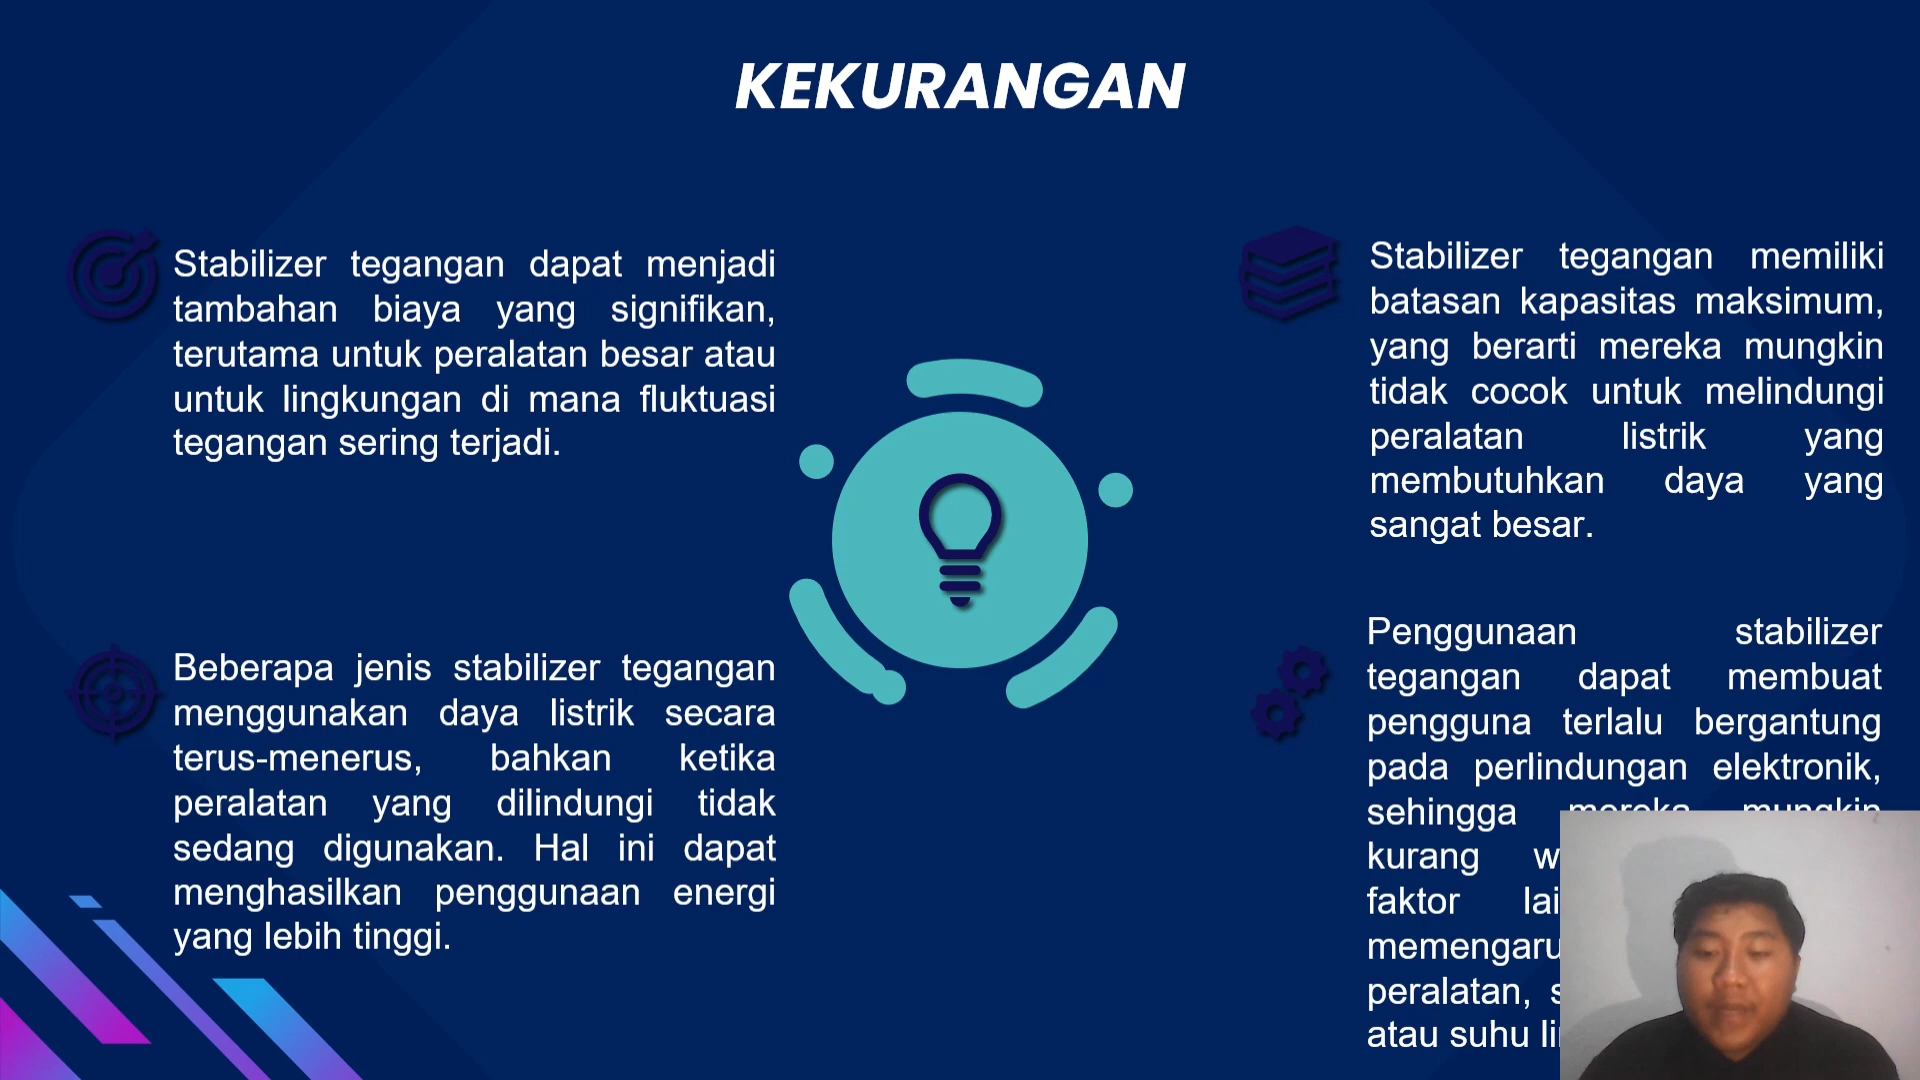 KEKURANGAN
Stabilizer tegangan dapat menjadi
tambahan biaya yang signifikan,
terutama untuk peralatan besar atau
untuk lingkungan di mana fluktuasi
tegangan sering terjadi.
Beberapa jenis stabilizer tegangan
menggunakan daya listrik secara
terus-menerus, bahkan ketika
peralatan yang dilindungi tidak
sedang digunakan. Hal ini dapat
menghasilkan penggunaan energi
yang lebih tinggi.
Stabilizer tegangan memiliki
batasan kapasitas maksimum,
yang berarti mereka mungkin
tidak cocok untuk melindungi
peralatan listrik yang
membutuhkan daya yang
sangat besar.
Penggunaan stabilizer
tegangan dapat membuat
pengguna terlalu bergantung
pada perlindungan elektronik,
sehingga mereka mungkin
kurang
faktor
peralatan,
atau suhu